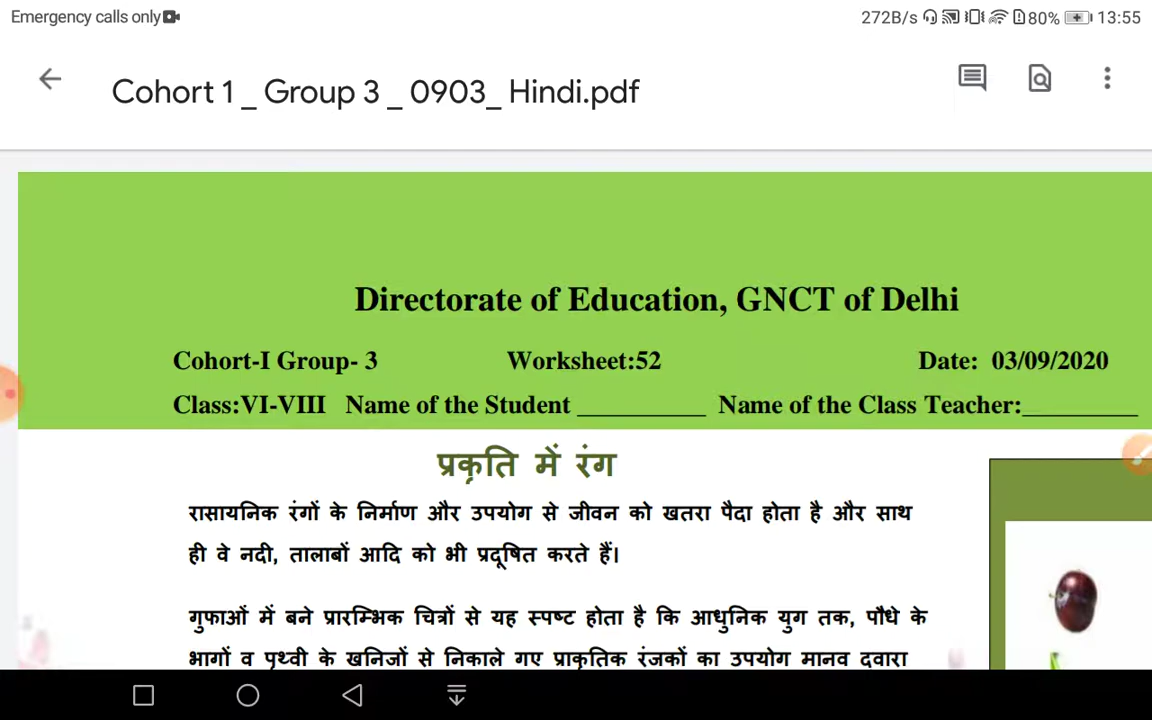 Emergency calls only
272B/s 80% 13:55
Cohort 1 _ Group 3 _ 0903_ Hindi.pdf
Directorate of Education, GNCT of Delhi
Cohort-I Group- 3 Worksheet:52 Date: 03/09/2020
Class:VI-VIII Name of the Student __________ Name of the Class Teacher:_________
प्रकृति में रंग
रासायनिक रंगों के निर्माण और उपयोग से जीवन को खतरा पैदा होता है और साथ
ही वे नदी, तालाबों आदि को भी प्रदूषित करते हैं।
गुफाओं में बने प्रारम्भिक चित्रों से यह स्पष्ट होता है कि आधुनिक युग तक, पौधे के
भागों व पृथ्वी के खनिजों से निकाले गए प्राकृतिक रंजकों का उपयोग मानव दवारा